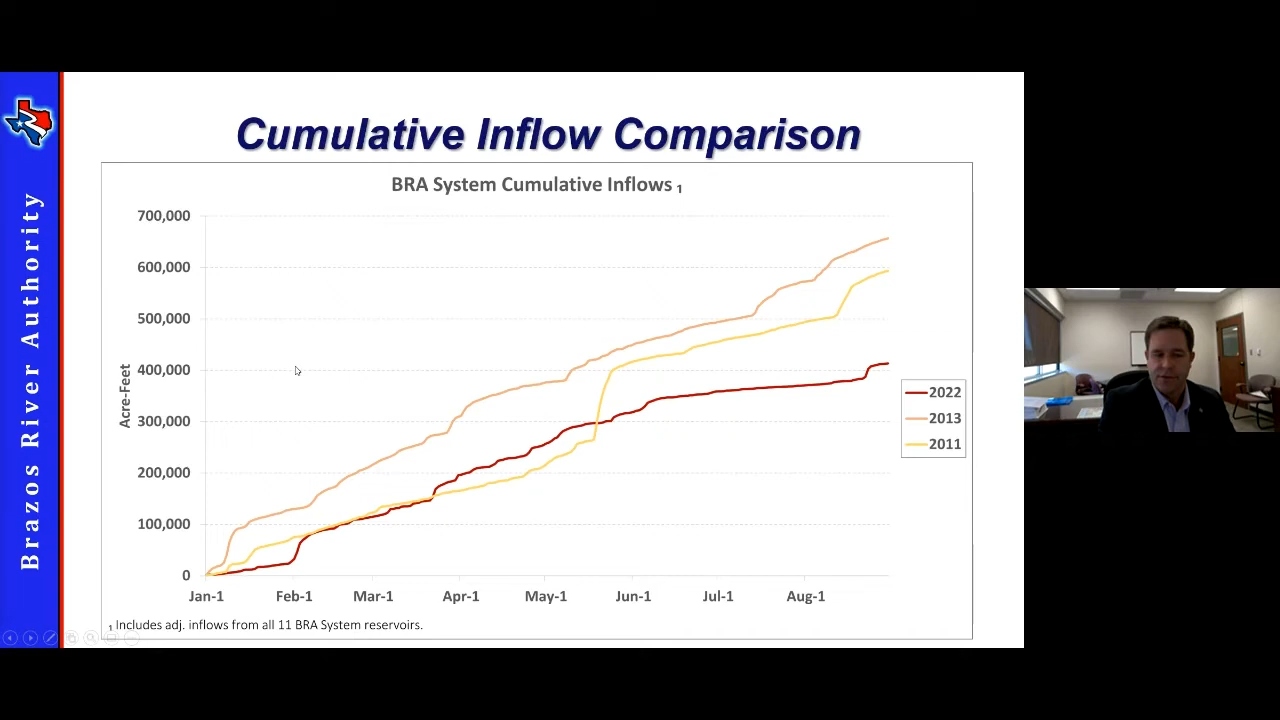 Brazos River Authority
Cumulative Inflow Comparison
BRA System Cumulative Inflows 1
Acre-Feet
700,000
600,000
500,000
400,000
300,000
200,000
100,000
0
Jan-1 Feb-1 Mar-1 Apr-1 May-1 Jun-1 Jul-1 Aug-1
2022
2013
2011
1 Includes adj. inflows from all 11 BRA System reservoirs.